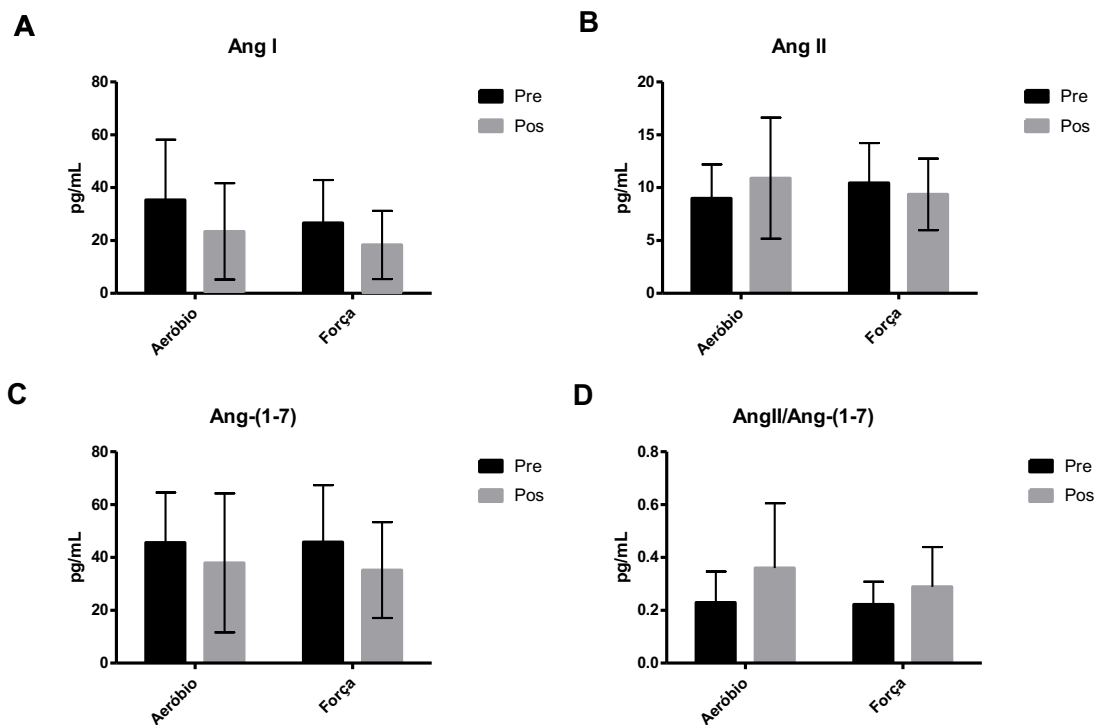 A
Ang I
80
60
40
20
0
pg/mL
Aeróbio
Força
Pre
Pos
B
Ang II
20
15
10
5
0
pg/mL
Aeróbio
Força
Pre
Pos
C
Ang-(1-7)
80
60
40
20
0
pg/mL
Aeróbio
Força
Pre
Pos
D
AngII/Ang-(1-7)
0.8
0.6
0.4
0.2
0.0
pg/mL
Aeróbio
Força
Pre
Pos